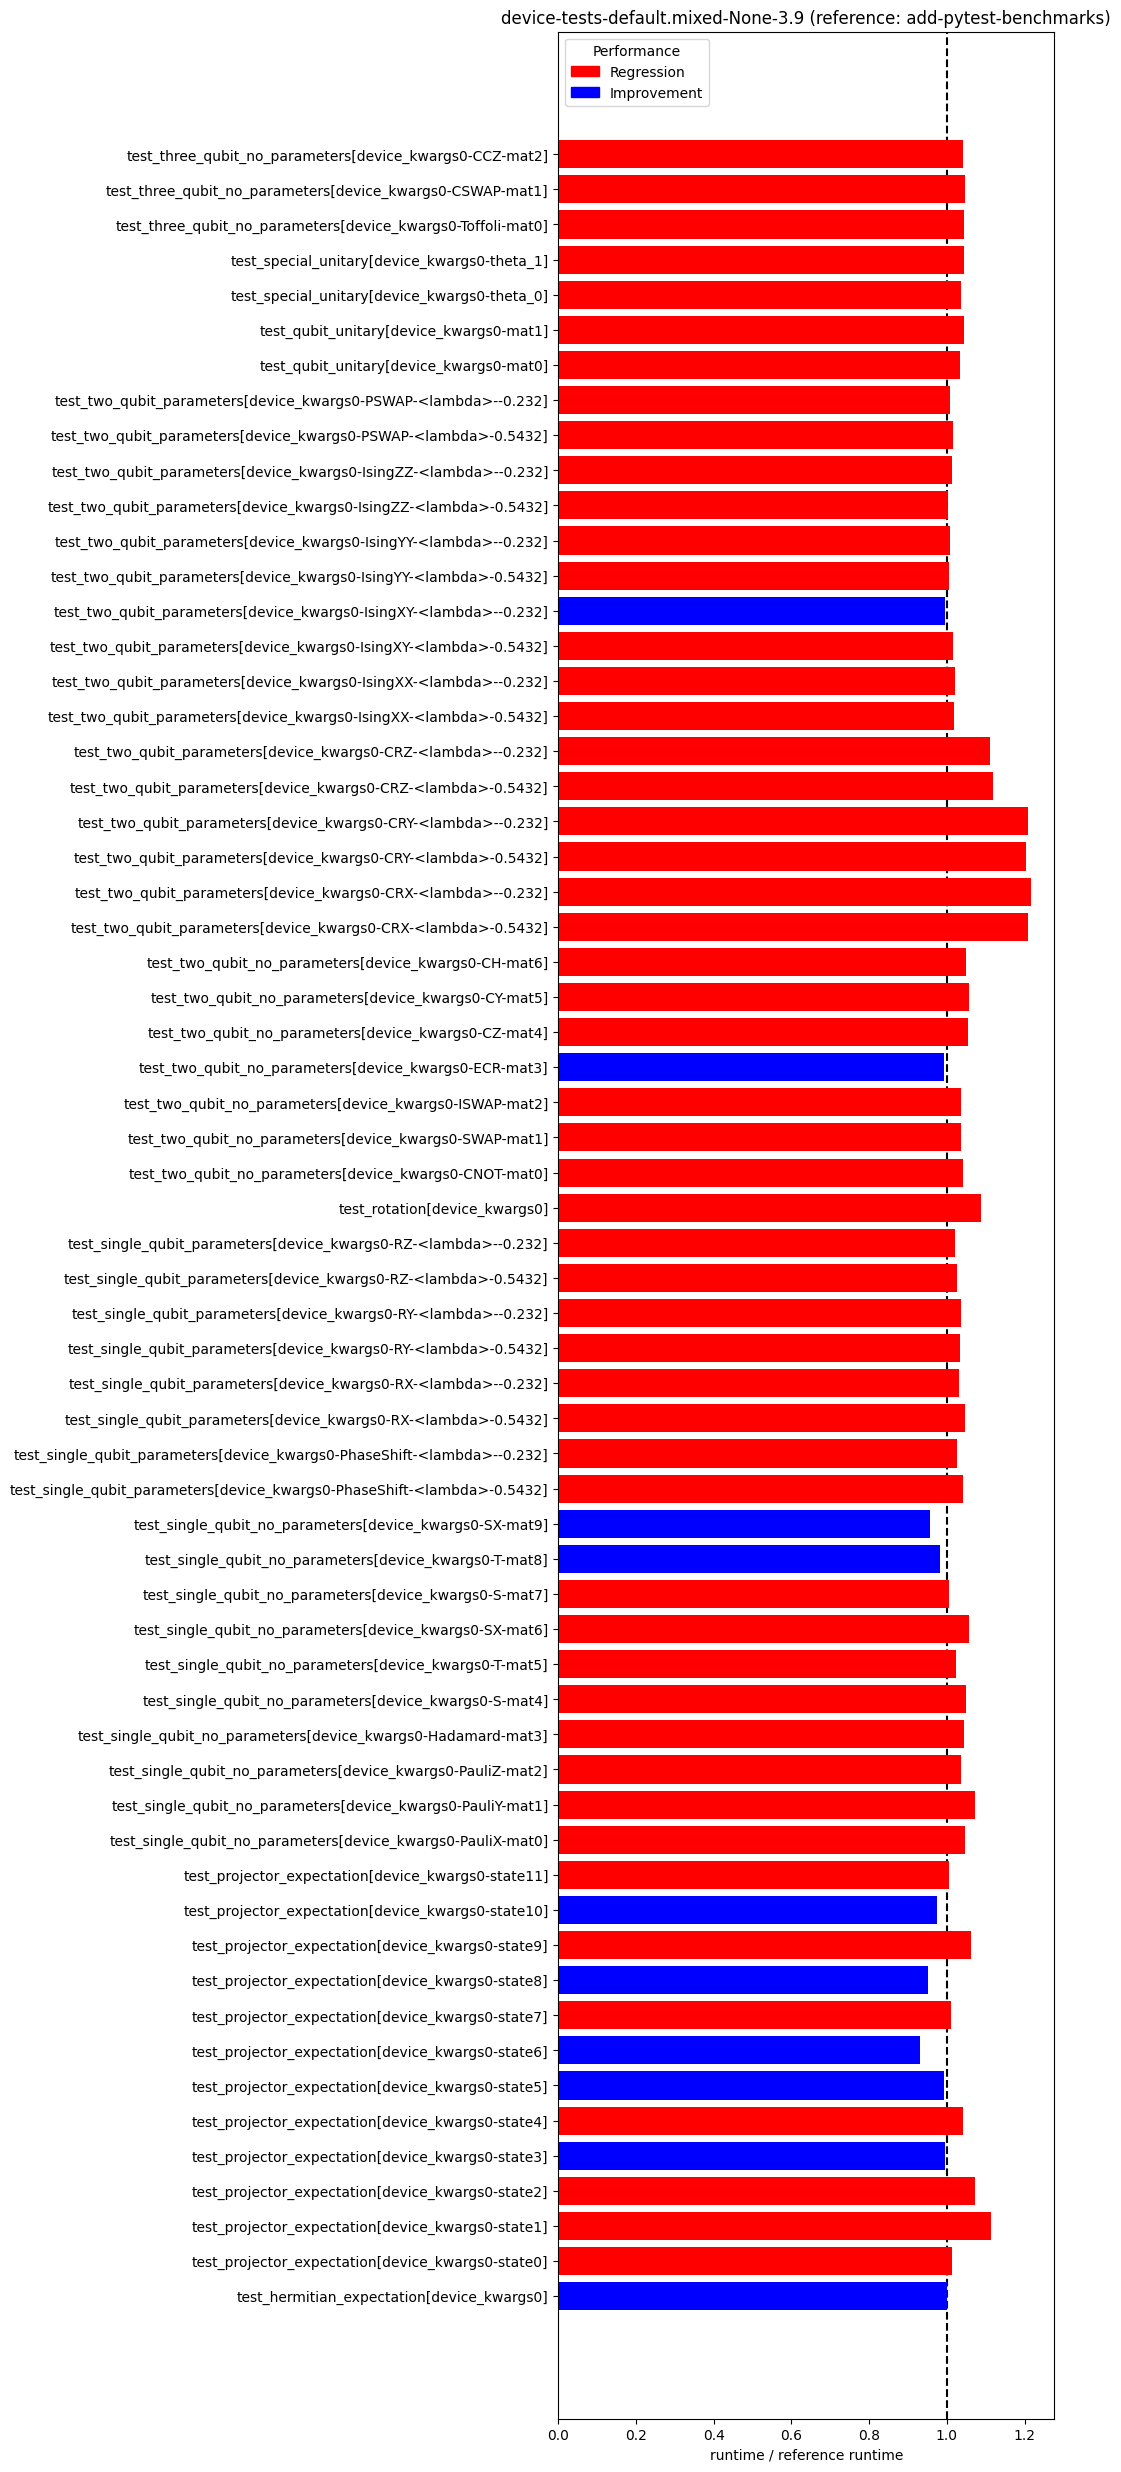 device-tests-default.mixed-None-3.9 (reference: add-pytest-benchmarks)
Performance
Regression
Improvement
test_three_qubit_no_parameters[device_kwargs0-CCZ-mat2]
test_three_qubit_no_parameters[device_kwargs0-CSWAP-mat1]
test_three_qubit_no_parameters[device_kwargs0-Toffoli-mat0]
test_special_unitary[device_kwargs0-theta_1]
test_special_unitary[device_kwargs0-theta_0]
test_qubit_unitary[device_kwargs0-mat1]
test_qubit_unitary[device_kwargs0-mat0]
test_two_qubit_parameters[device_kwargs0-PSWAP-<lambda>--0.232]
test_two_qubit_parameters[device_kwargs0-PSWAP-<lambda>-0.5432]
test_two_qubit_parameters[device_kwargs0-IsingZZ-<lambda>--0.232]
test_two_qubit_parameters[device_kwargs0-IsingZZ-<lambda>-0.5432]
test_two_qubit_parameters[device_kwargs0-IsingYY-<lambda>--0.232]
test_two_qubit_parameters[device_kwargs0-IsingYY-<lambda>-0.5432]
test_two_qubit_parameters[device_kwargs0-IsingXY-<lambda>--0.232]
test_two_qubit_parameters[device_kwargs0-IsingXY-<lambda>-0.5432]
test_two_qubit_parameters[device_kwargs0-IsingXX-<lambda>--0.232]
test_two_qubit_parameters[device_kwargs0-IsingXX-<lambda>-0.5432]
test_two_qubit_parameters[device_kwargs0-CRZ-<lambda>--0.232]
test_two_qubit_parameters[device_kwargs0-CRZ-<lambda>-0.5432]
test_two_qubit_parameters[device_kwargs0-CRY-<lambda>--0.232]
test_two_qubit_parameters[device_kwargs0-CRY-<lambda>-0.5432]
test_two_qubit_parameters[device_kwargs0-CRX-<lambda>--0.232]
test_two_qubit_parameters[device_kwargs0-CRX-<lambda>-0.5432]
test_two_qubit_no_parameters[device_kwargs0-CH-mat6]
test_two_qubit_no_parameters[device_kwargs0-CY-mat5]
test_two_qubit_no_parameters[device_kwargs0-CZ-mat4]
test_two_qubit_no_parameters[device_kwargs0-ECR-mat3]
test_two_qubit_no_parameters[device_kwargs0-ISWAP-mat2]
test_two_qubit_no_parameters[device_kwargs0-SWAP-mat1]
test_two_qubit_no_parameters[device_kwargs0-CNOT-mat0]
test_rotation[device_kwargs0]
test_single_qubit_parameters[device_kwargs0-RZ-<lambda>--0.232]
test_single_qubit_parameters[device_kwargs0-RZ-<lambda>-0.5432]
test_single_qubit_parameters[device_kwargs0-RY-<lambda>--0.232]
test_single_qubit_parameters[device_kwargs0-RY-<lambda>-0.5432]
test_single_qubit_parameters[device_kwargs0-RX-<lambda>--0.232]
test_single_qubit_parameters[device_kwargs0-RX-<lambda>-0.5432]
test_single_qubit_parameters[device_kwargs0-PhaseShift-<lambda>--0.232]
test_single_qubit_parameters[device_kwargs0-PhaseShift-<lambda>-0.5432]
test_single_qubit_no_parameters[device_kwargs0-SX-mat9]
test_single_qubit_no_parameters[device_kwargs0-T-mat8]
test_single_qubit_no_parameters[device_kwargs0-S-mat7]
test_single_qubit_no_parameters[device_kwargs0-SX-mat6]
test_single_qubit_no_parameters[device_kwargs0-T-mat5]
test_single_qubit_no_parameters[device_kwargs0-S-mat4]
test_single_qubit_no_parameters[device_kwargs0-Hadamard-mat3]
test_single_qubit_no_parameters[device_kwargs0-PauliZ-mat2]
test_single_qubit_no_parameters[device_kwargs0-PauliY-mat1]
test_single_qubit_no_parameters[device_kwargs0-PauliX-mat0]
test_projector_expectation[device_kwargs0-state11]
test_projector_expectation[device_kwargs0-state10]
test_projector_expectation[device_kwargs0-state9]
test_projector_expectation[device_kwargs0-state8]
test_projector_expectation[device_kwargs0-state7]
test_projector_expectation[device_kwargs0-state6]
test_projector_expectation[device_kwargs0-state5]
test_projector_expectation[device_kwargs0-state4]
test_projector_expectation[device_kwargs0-state3]
test_projector_expectation[device_kwargs0-state2]
test_projector_expectation[device_kwargs0-state1]
test_projector_expectation[device_kwargs0-state0]
test_hermitian_expectation[device_kwargs0]
0.0 0.2 0.4 0.6 0.8 1.0 1.2
runtime / reference runtime